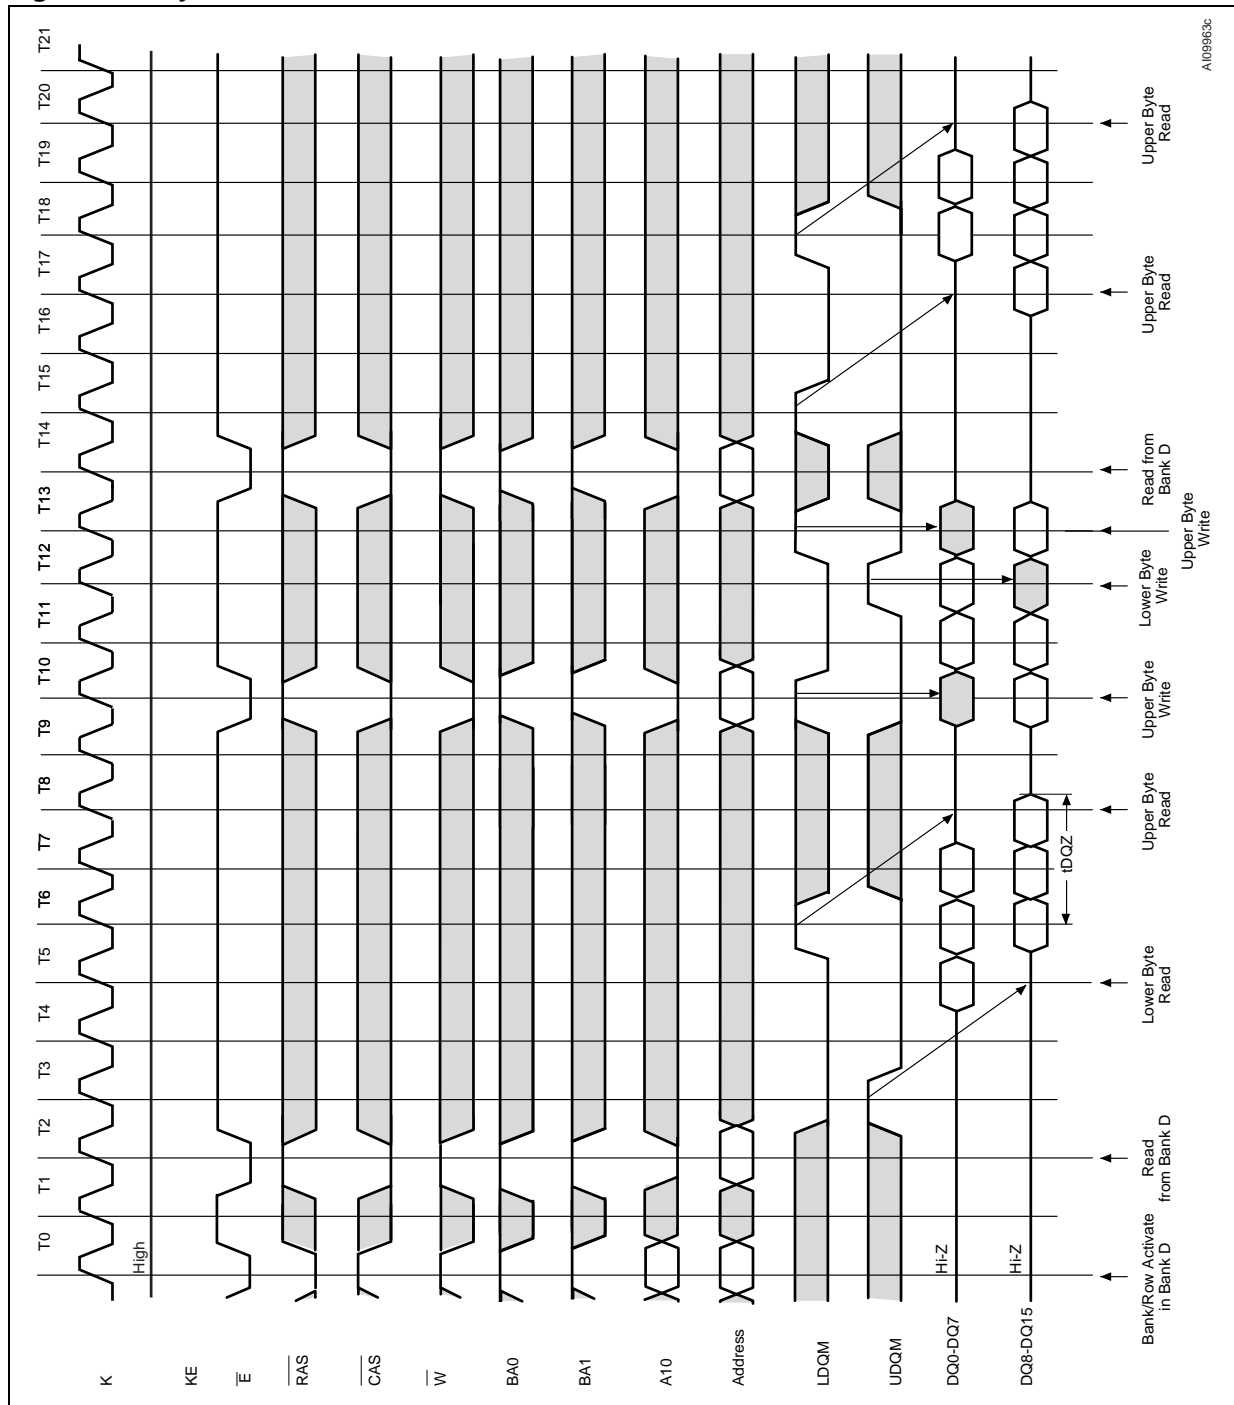 T0 T1 T2 T3 T4 T5 T6 T7 T8 T9 T10 T11 T12 T13 T14 T15 T16 T17 T18 T19 T20 T21
K
KE
High
E
RAS
CAS
W
BA0
BA1
A10
Address
LDQM
UDQM
DQ0-DQ7
Hi-Z
DQ8-DQ15
Hi-Z
tDQZ
Bank/Row Activate
in Bank D
Read
from Bank D
Lower Byte
Read
Upper Byte
Read
Upper Byte
Write
Lower Byte
Write
Upper Byte
Write
Read from
Bank D
Upper Byte
Read
Upper Byte
Read
AI09963c